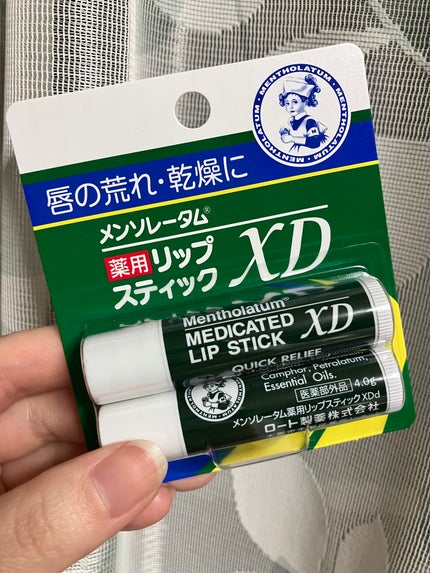 MENTHOLATUM・MENTHOLATUM・MENTHOLATUM・
唇の荒れ・乾燥に
メンソレータム®
薬用リップ
スティック XD
Mentholatum®
MEDICATED
LIP STICK XD
QUICK RELIEF
Camphor, Petrolatum,
Essential Oils.
医薬部外品 4.0g
メンソレータム薬用リップスティックXDd
ロート製薬株式会社